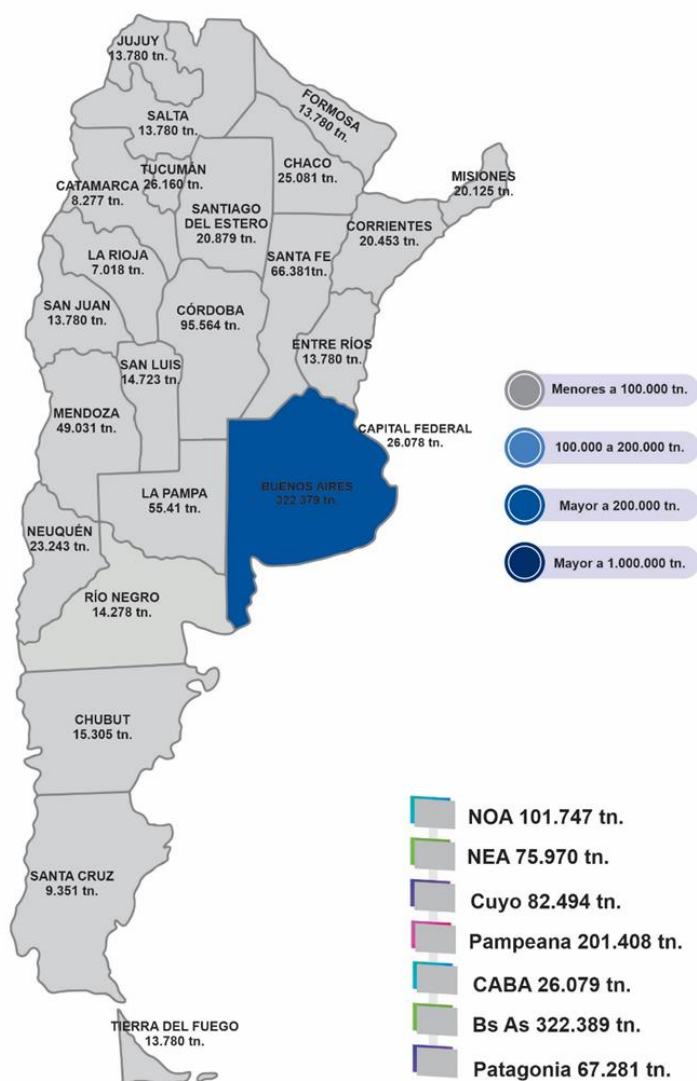 JUJUY
13.780 tn.
FORMOSA
13.780 tn.
SALTA
13.780 tn.
TUCUMÁN
26.160 tn.
CHACO
25.081 tn.
MISIONES
20.125 tn.
CATAMARCA
8.277 tn.
SANTIAGO
DEL ESTERO
20.879 tn.
CORRIENTES
20.453 tn.
LA RIOJA
7.018 tn.
SANTA FE
66.381tn.
SAN JUAN
13.780 tn.
CÓRDOBA
95.564 tn.
ENTRE RÍOS
13.780 tn.
SAN LUIS
14.723 tn.
MENDOZA
49.031 tn.
CAPITAL FEDERAL
26.078 tn.
LA PAMPA
55.41 tn.
BUENOS AIRES
322.379 tn.
NEUQUÉN
23.243 tn.
RÍO NEGRO
14.278 tn.
CHUBUT
15.305 tn.
SANTA CRUZ
9.351 tn.
TIERRA DEL FUEGO
13.780 tn.
Menores a 100.000 tn.
100.000 a 200.000 tn.
Mayor a 200.000 tn.
Mayor a 1.000.000 tn.
NOA 101.747 tn.
NEA 75.970 tn.
Cuyo 82.494 tn.
Pampeana 201.408 tn.
CABA 26.079 tn.
Bs As 322.389 tn.
Patagonia 67.281 tn.